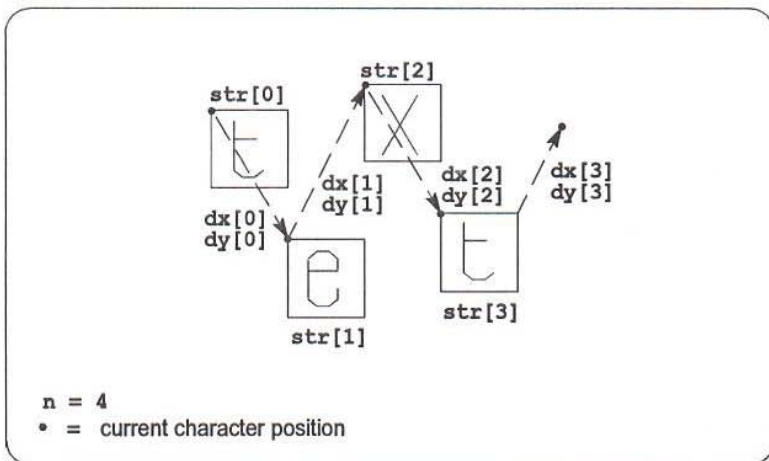 str[0]
str[2]
t
X
dx[0]
dy[0]
dx[1]
dy[1]
dx[2]
dy[2]
dx[3]
dy[3]
e
t
str[1]
str[3]
n = 4
• = current character position